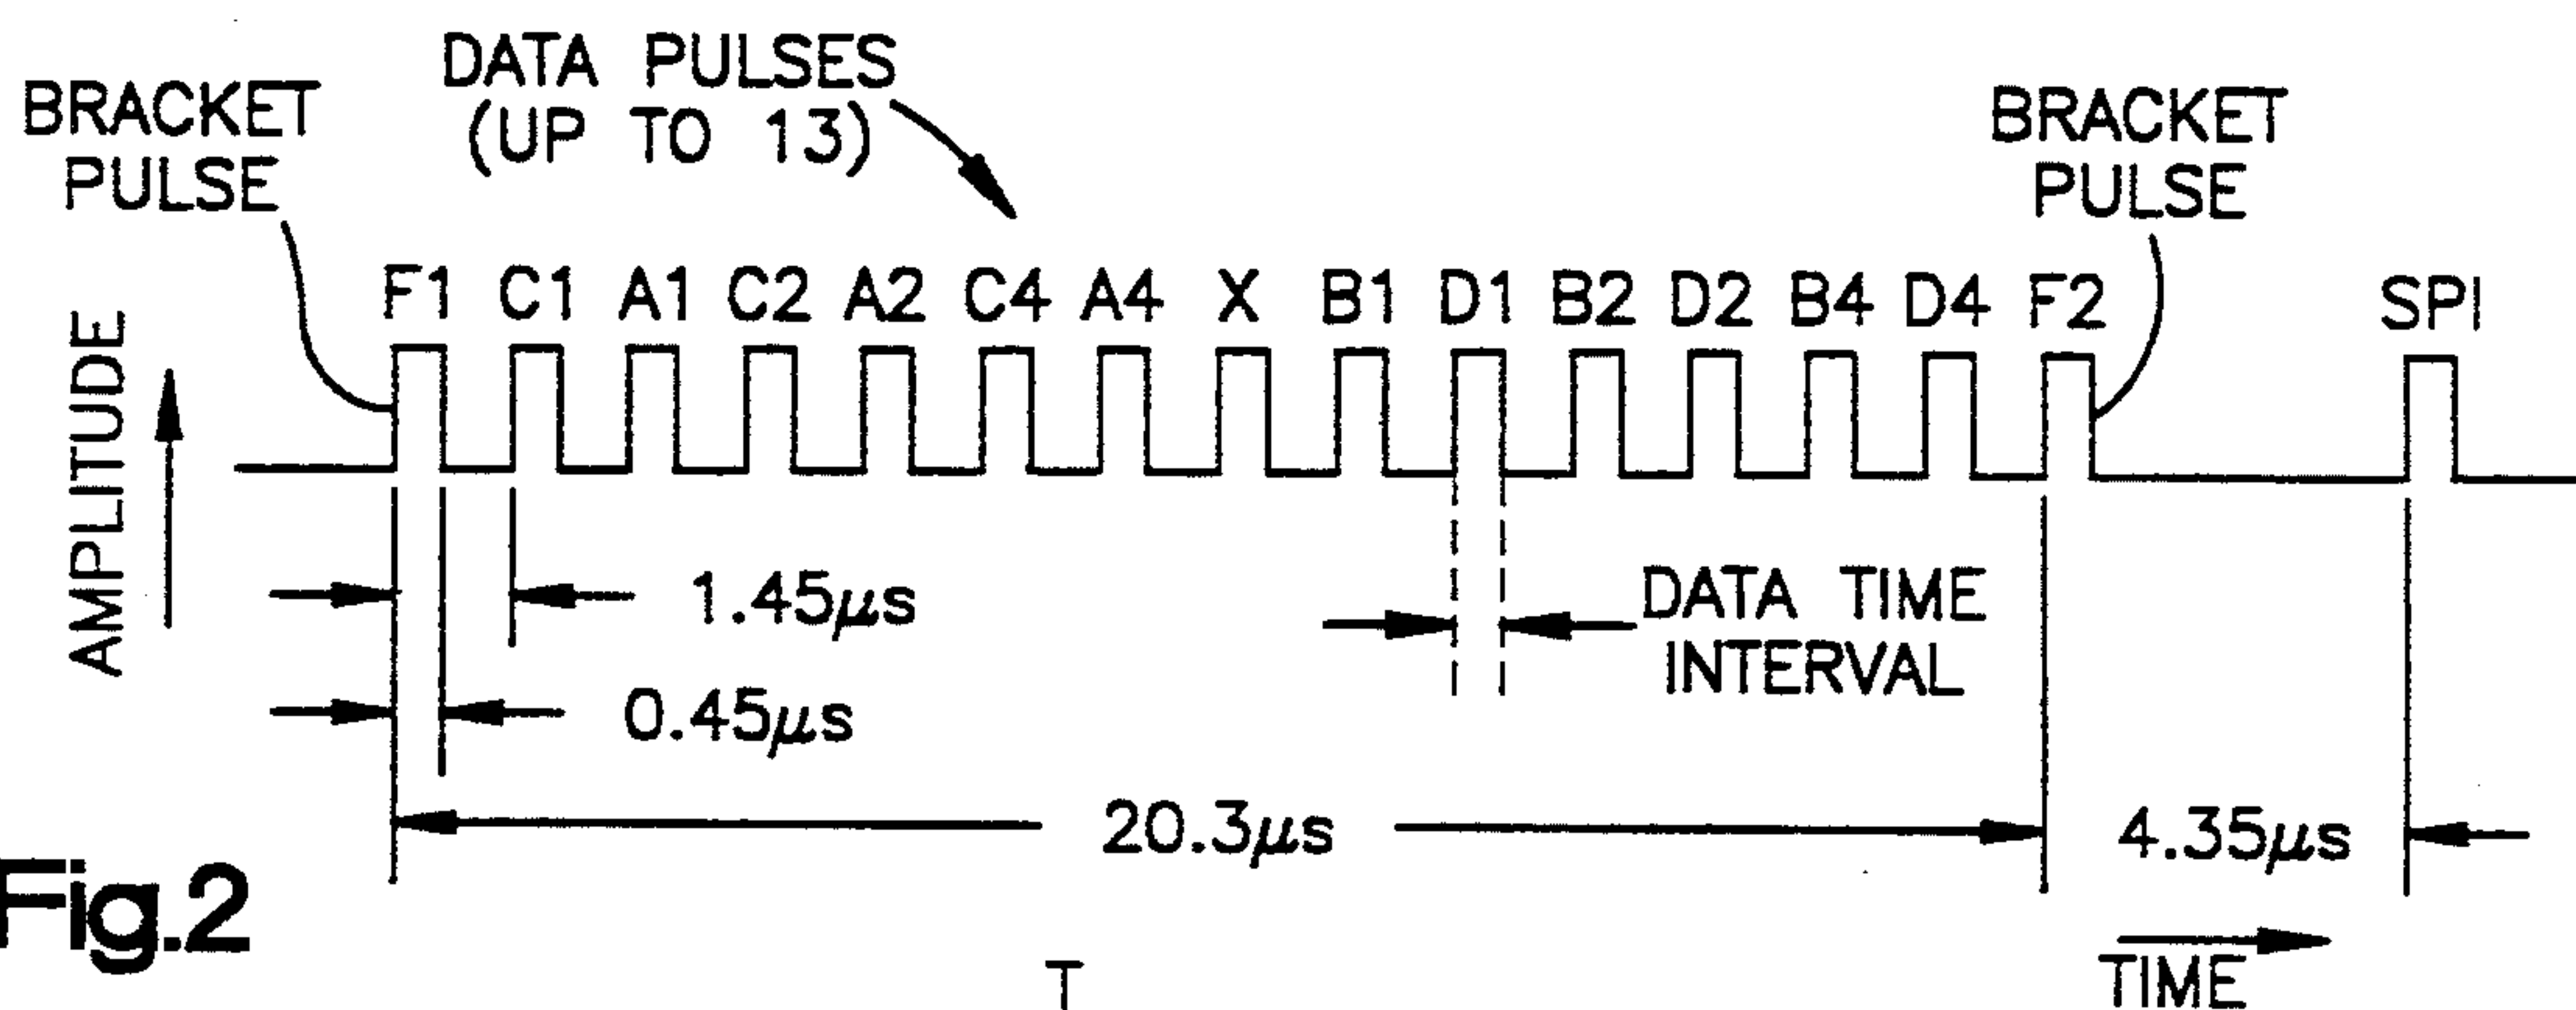 DATA PULSES
(UP TO 13)
BRACKET
PULSE
BRACKET
PULSE
F1 C1 A1 C2 A2 C4 A4 X B1 D1 B2 D2 B4 D4 F2 SPI
AMPLITUDE
1.45μs
DATA TIME
INTERVAL
0.45μs
20.3μs
4.35μs
Fig.2
T
TIME